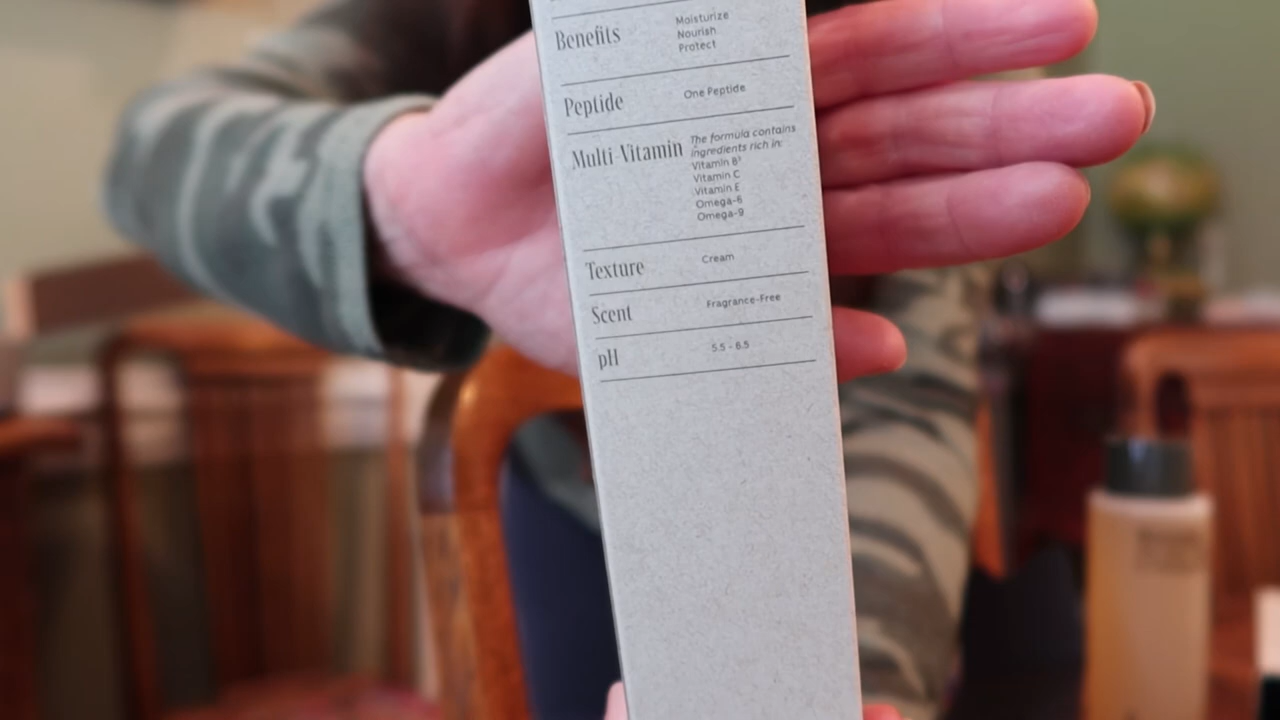 Benefits
Moisturize
Nourish
Protect
Peptide
One Peptide
Multi-Vitamin
The formula contains
ingredients rich in:
Vitamin B³
Vitamin C
Vitamin E
Omega-6
Omega-9
Texture
Cream
Scent
Fragrance-Free
pH
5.5 - 6.5